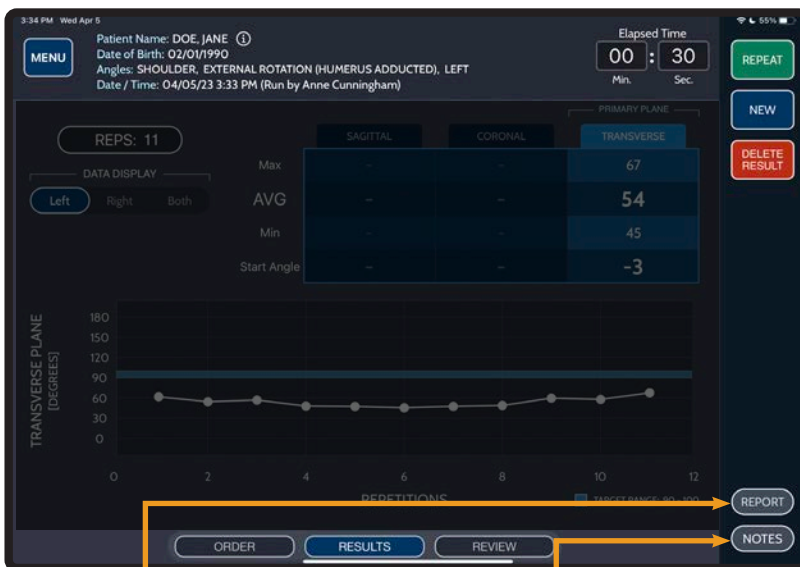 3:34 PM Wed Apr 5
55%
MENU
Patient Name: DOE, JANE
Date of Birth: 02/01/1990
Angles: SHOULDER, EXTERNAL ROTATION (HUMERUS ADDUCTED), LEFT
Date / Time: 04/05/23 3:33 PM (Run by Anne Cunningham)
Elapsed Time
00 : 30
Min. Sec.
REPEAT
NEW
DELETE
RESULT
REPS: 11
DATA DISPLAY
Left Right Both
PRIMARY PLANE
SAGITTAL CORONAL TRANSVERSE
Max - - 67
AVG - - 54
Min - - 45
Start Angle - - -3
TRANSVERSE PLANE
[DEGREES]
180
150
120
90
60
30
0
0 2 4 6 8 10 12
REPETITIONS
TARGET RANGE: 90 - 100
REPORT
NOTES
ORDER RESULTS REVIEW